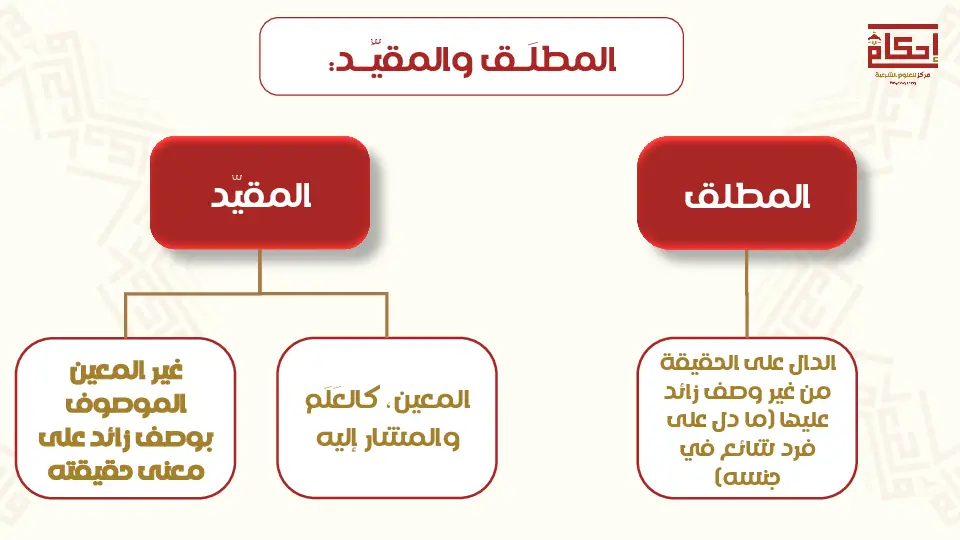 المطلَـق والمقيّـد:
إحكام
مركز للعلوم الشرعية
المطلق
المقيّد
الدال على الحقيقة
من غير وصف زائد
عليها (ما دل على
فرد شائع في
جنسه)
المعين، كالعَلَم
والمشار إليه
غير المعين
الموصوف
بوصف زائد على
معنى حقيقته